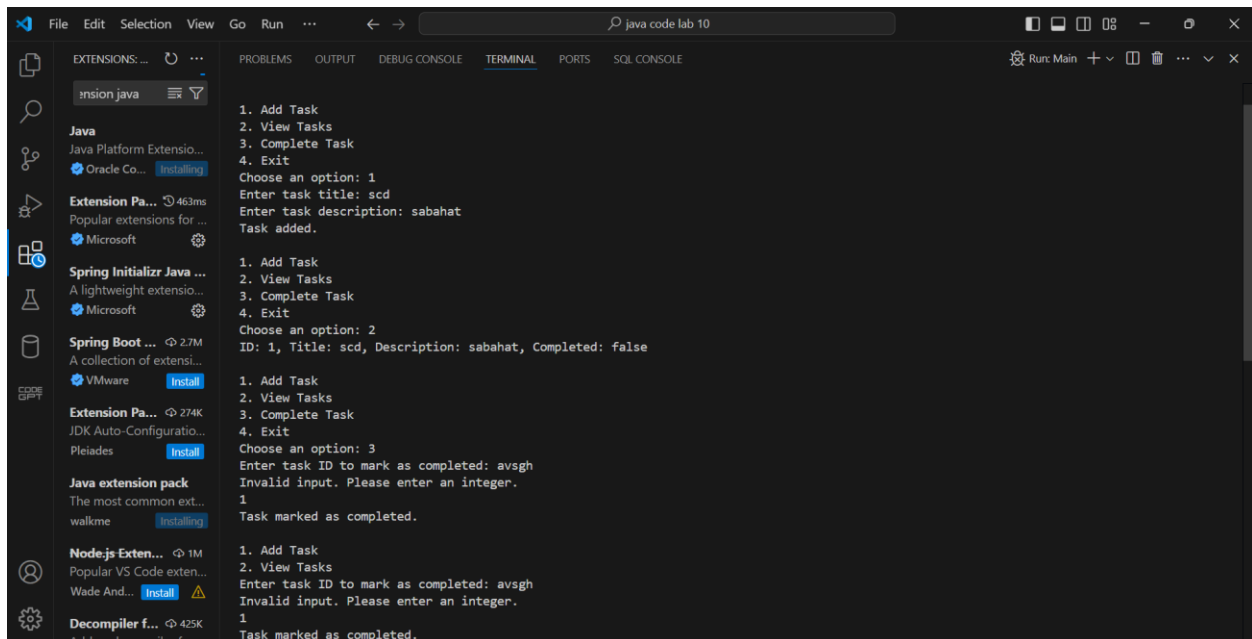 File Edit Selection View Go Run ··· java code lab 10
EXTENSIONS: ... ···
ension java
Java
Java Platform Extensio...
Oracle Co... Installing
Extension Pa... 463ms
Popular extensions for ...
Microsoft
Spring Initializr Java ...
A lightweight extensio...
Microsoft
Spring Boot ... 2.7M
A collection of extensi...
VMware Install
Extension Pa... 274K
JDK Auto-Configuratio...
Pleiades Install
Java extension pack
The most common ext...
walkme Installing
Node.js Exten... 1M
Popular VS Code exten...
Wade And... Install
Decompiler f... 425K
CODE
GPT
PROBLEMS OUTPUT DEBUG CONSOLE TERMINAL PORTS SQL CONSOLE Run: Main
1. Add Task
2. View Tasks
3. Complete Task
4. Exit
Choose an option: 1
Enter task title: scd
Enter task description: sabahat
Task added.
1. Add Task
2. View Tasks
3. Complete Task
4. Exit
Choose an option: 2
ID: 1, Title: scd, Description: sabahat, Completed: false
1. Add Task
2. View Tasks
3. Complete Task
4. Exit
Choose an option: 3
Enter task ID to mark as completed: avsgh
Invalid input. Please enter an integer.
1
Task marked as completed.
1. Add Task
2. View Tasks
Enter task ID to mark as completed: avsgh
Invalid input. Please enter an integer.
1
Task marked as completed.